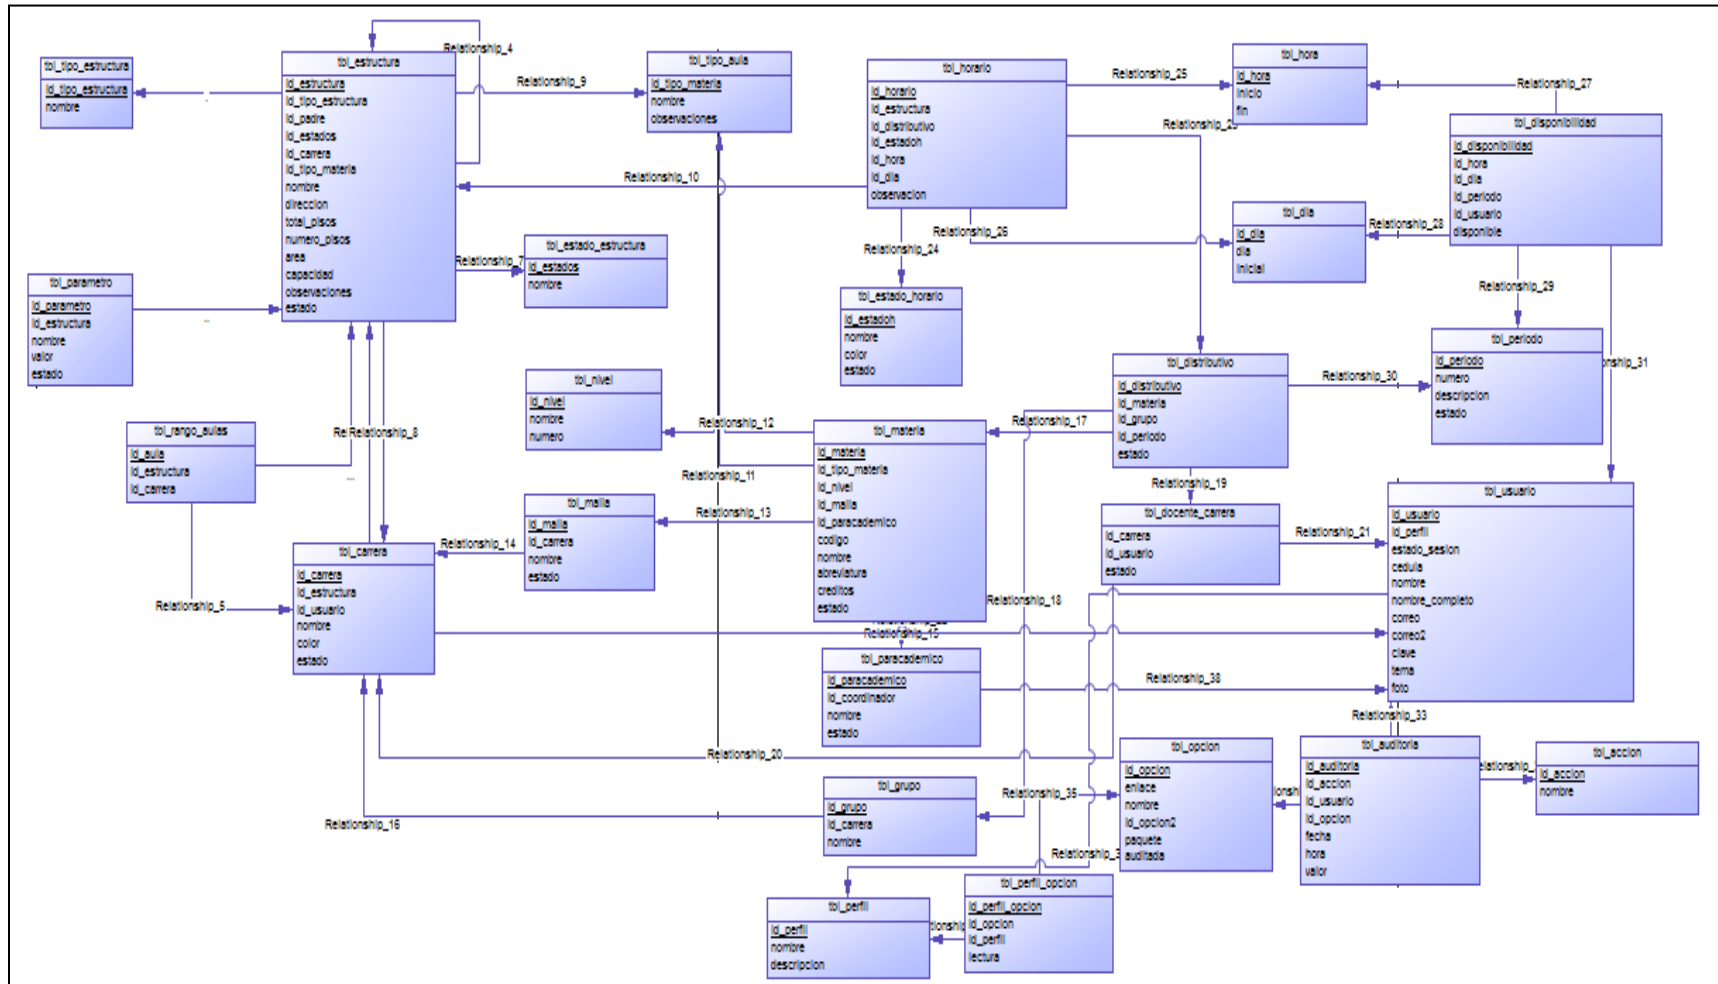 tbl_tipo_estructura
id_tipo_estructura
nombre
tbl_estructura
id_estructura
id_tipo_estructura
id_padre
id_estados
id_carrera
id_tipo_materia
nombre
direccion
total_pisos
numero_pisos
area
capacidad
observaciones
estado
Relationship_4
Relationship_9
tbl_tipo_aula
id_tipo_materia
nombre
observaciones
tbl_horario
id_horario
id_estructura
id_distributivo
id_estadoh
id_hora
id_dia
observacion
Relationship_25
tbl_hora
id_hora
inicio
fin
Relationship_27
tbl_disponibilidad
id_disponibilidad
id_hora
id_dia
id_periodo
id_usuario
disponible
Relationship_10
Relationship_26
Relationship_24
tbl_dia
id_dia
dia
inicial
Relationship_28
Relationship_29
tbl_estado_estructura
id_estados
nombre
Relationship_7
tbl_parametro
id_parametro
id_estructura
nombre
valor
estado
tbl_estado_horario
id_estadoh
nombre
color
estado
tbl_periodo
id_periodo
numero
descripcion
estado
onship_31
tbl_distributivo
id_distributivo
id_materia
id_grupo
id_periodo
estado
Relationship_30
tbl_nivel
id_nivel
nombre
numero
Relationship_12
Relationship_17
tbl_rango_aulas
id_aula
id_estructura
id_carrera
Relationship_8
tbl_materia
id_materia
id_tipo_materia
id_nivel
id_malla
id_paracademico
codigo
nombre
abreviatura
creditos
estado
Relationship_11
Relationship_19
tbl_usuario
id_usuario
id_perfil
estado_sesion
cedula
nombre
nombre_completo
correo
correo2
clave
tema
foto
tbl_malla
id_malla
id_carrera
nombre
estado
Relationship_13
Relationship_14
tbl_docente_carrera
id_carrera
id_usuario
estado
Relationship_21
tbl_carrera
id_carrera
id_estructura
id_usuario
nombre
color
estado
Relationship_5
Relationship_18
Relationship_15
tbl_paracademico
id_paracademico
id_coordinador
nombre
estado
Relationship_38
Relationship_33
Relationship_20
tbl_opcion
id_opcion
enlace
nombre
id_opcion2
paquete
auditada
tbl_auditoria
id_auditoria
id_accion
id_usuario
id_opcion
fecha
hora
valor
tbl_accion
id_accion
nombre
tbl_grupo
id_grupo
id_carrera
nombre
Relationship_35
Relationship_16
tbl_perfil_opcion
id_perfil_opcion
id_opcion
id_perfil
lectura
tbl_perfil
id_perfil
nombre
descripcion